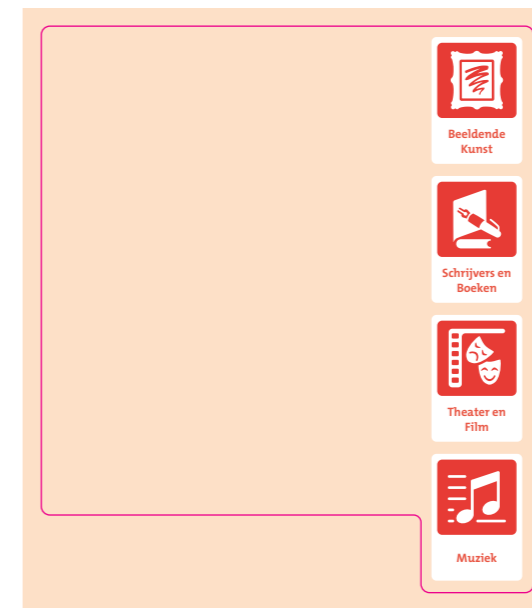 Beeldende
Kunst
Schrijvers en
Boeken
Theater en
Film
Muziek